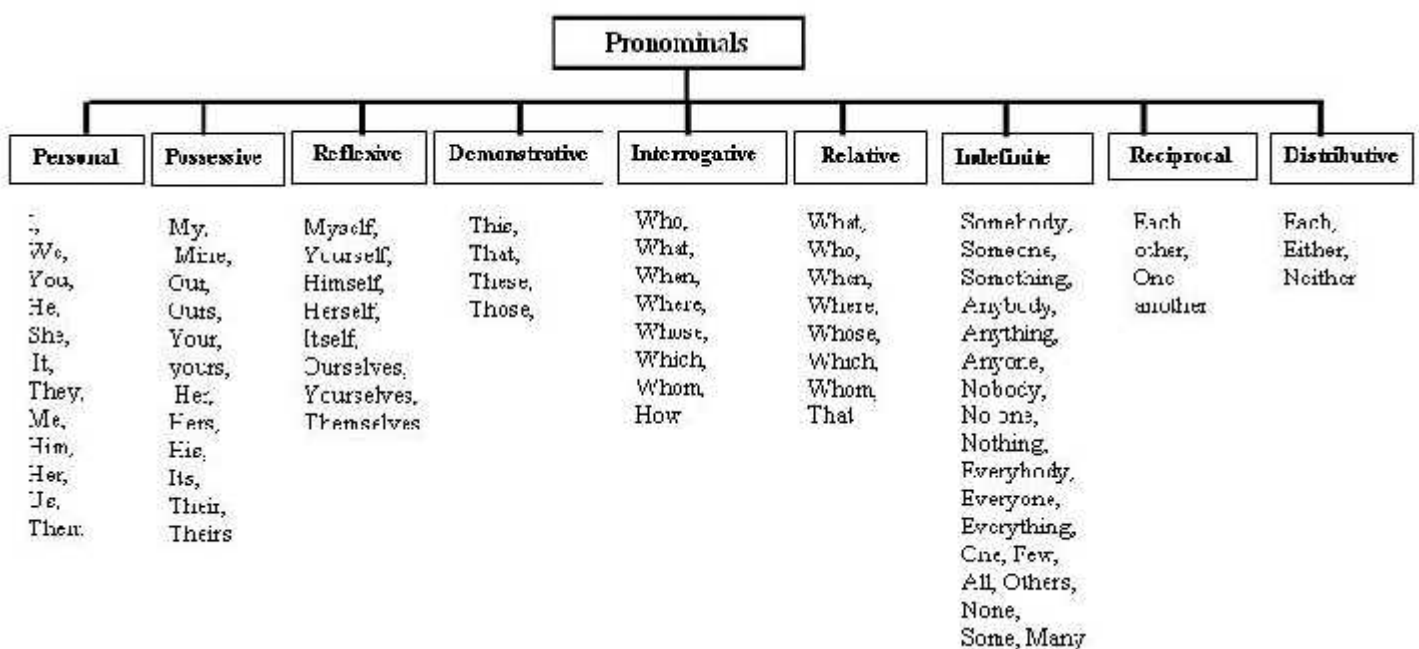 Pronominals
Personal
Possessive
Reflexive
Demonstrative
Interrogative
Relative
Indefinite
Reciprocal
Distributive
I,
We,
You,
He,
She,
It,
They,
Me,
Him,
Her,
Us,
Them
My,
Mine,
Our,
Ours,
Your,
yours,
Her,
Hers,
His,
Its,
Their,
Theirs
Myself,
Yourself,
Himself,
Herself,
Itself,
Ourselves,
Yourselves,
Themselves
This,
That,
These,
Those,
Who,
What,
When,
Where,
Whose,
Which,
Whom,
How
What,
Who,
When,
Where,
Whose,
Which,
Whom,
That
Somebody,
Someone,
Something,
Anybody,
Anything,
Anyone,
Nobody,
No one,
Nothing,
Everybody,
Everyone,
Everything,
One, Few,
All, Others,
None,
Some, Many
Each
other,
One
another
Each,
Either,
Neither